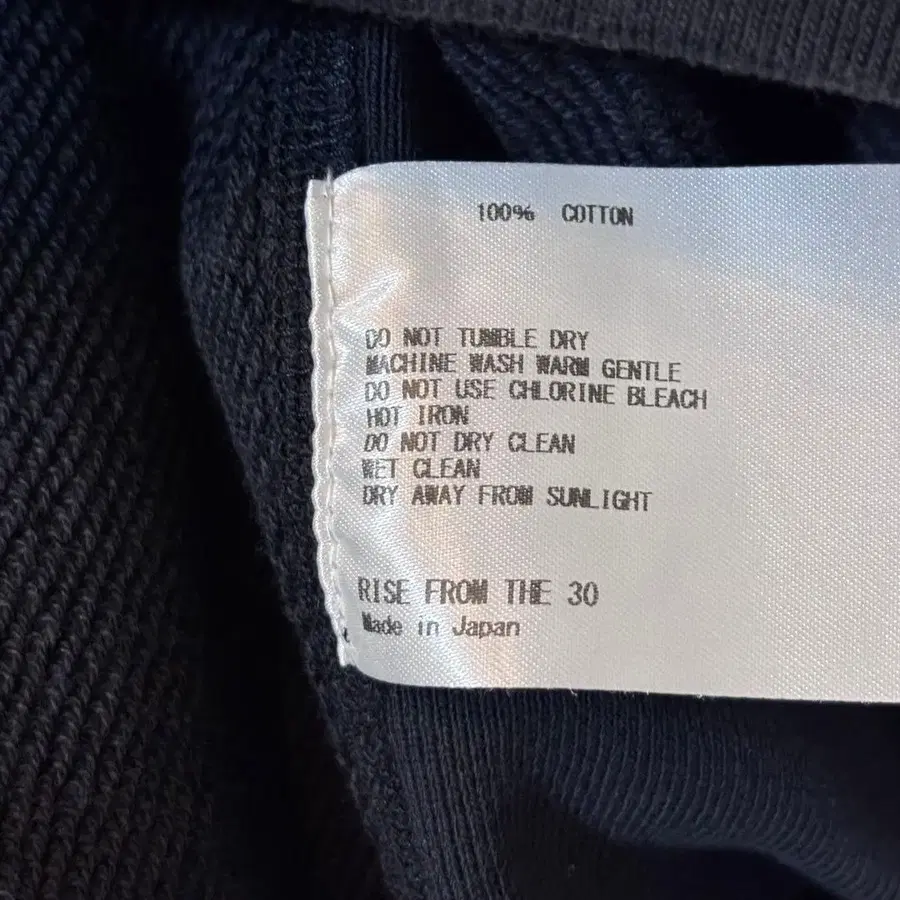 100% COTTON
DO NOT TUMBLE DRY
MACHINE WASH WARM GENTLE
DO NOT USE CHLORINE BLEACH
HOT IRON
DO NOT DRY CLEAN
WET CLEAN
DRY AWAY FROM SUNLIGHT
RISE FROM THE 30
Made in Japan